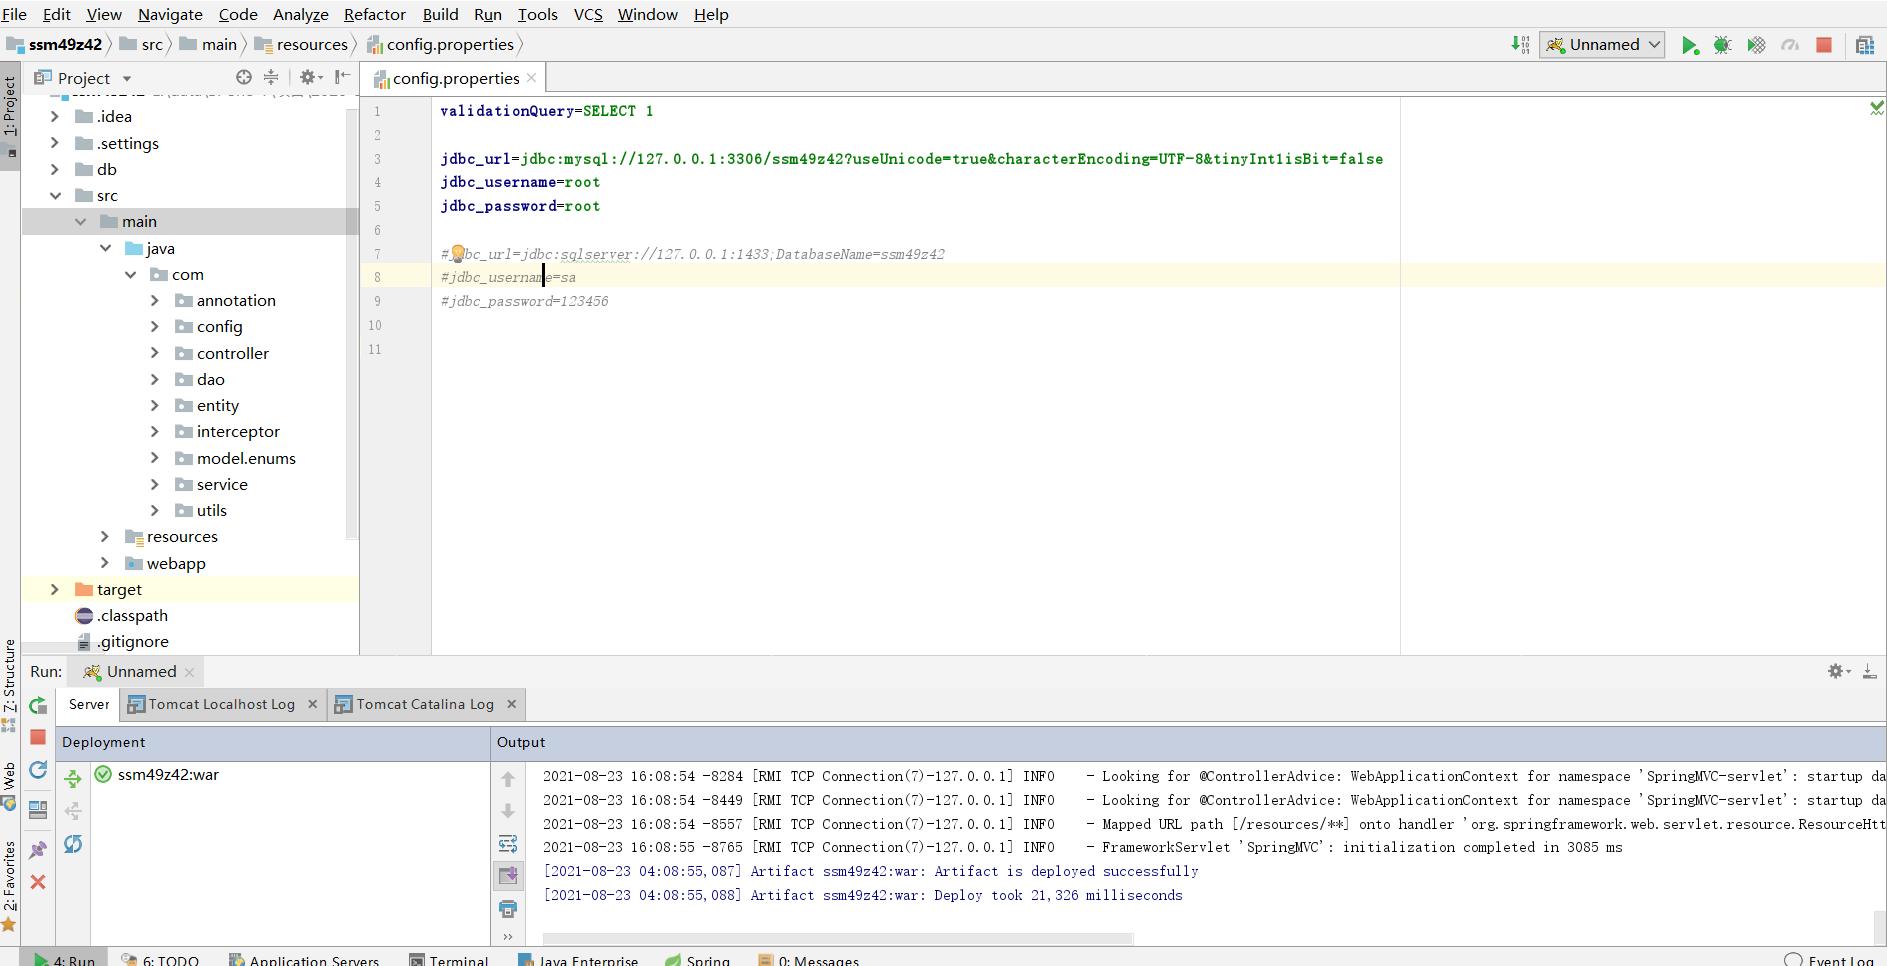 File Edit View Navigate Code Analyze Refactor Build Run Tools VCS Window Help
ssm49z42 src main resources config.properties
Unnamed
1: Project
Project
config.properties
.idea
.settings
db
src
main
java
com
annotation
config
controller
dao
entity
interceptor
model.enums
service
utils
resources
webapp
target
.classpath
.gitignore
1 validationQuery=SELECT 1
2
3 jdbc_url=jdbc:mysql://127.0.0.1:3306/ssm49z42?useUnicode=true&characterEncoding=UTF-8&tinyInt1isBit=false
4 jdbc_username=root
5 jdbc_password=root
6
7 #jdbc_url=jdbc:sqlserver://127.0.0.1:1433;DatabaseName=ssm49z42
8 #jdbc_username=sa
9 #jdbc_password=123456
10
11
Z: Structure
Web
2: Favorites
Run: Unnamed
Server Tomcat Localhost Log Tomcat Catalina Log
Deployment Output
ssm49z42:war
2021-08-23 16:08:54 -8284 [RMI TCP Connection(7)-127.0.0.1] INFO - Looking for @ControllerAdvice: WebApplicationContext for namespace 'SpringMVC-servlet': startup da
2021-08-23 16:08:54 -8449 [RMI TCP Connection(7)-127.0.0.1] INFO - Looking for @ControllerAdvice: WebApplicationContext for namespace 'SpringMVC-servlet': startup da
2021-08-23 16:08:54 -8557 [RMI TCP Connection(7)-127.0.0.1] INFO - Mapped URL path [/resources/**] onto handler 'org.springframework.web.servlet.resource.ResourceHtt
2021-08-23 16:08:55 -8765 [RMI TCP Connection(7)-127.0.0.1] INFO - FrameworkServlet 'SpringMVC': initialization completed in 3085 ms
[2021-08-23 04:08:55,087] Artifact ssm49z42:war: Artifact is deployed successfully
[2021-08-23 04:08:55,088] Artifact ssm49z42:war: Deploy took 21,326 milliseconds
4: Run 6: TODO Application Servers Terminal Java Enterprise Spring 0: Messages Event Log